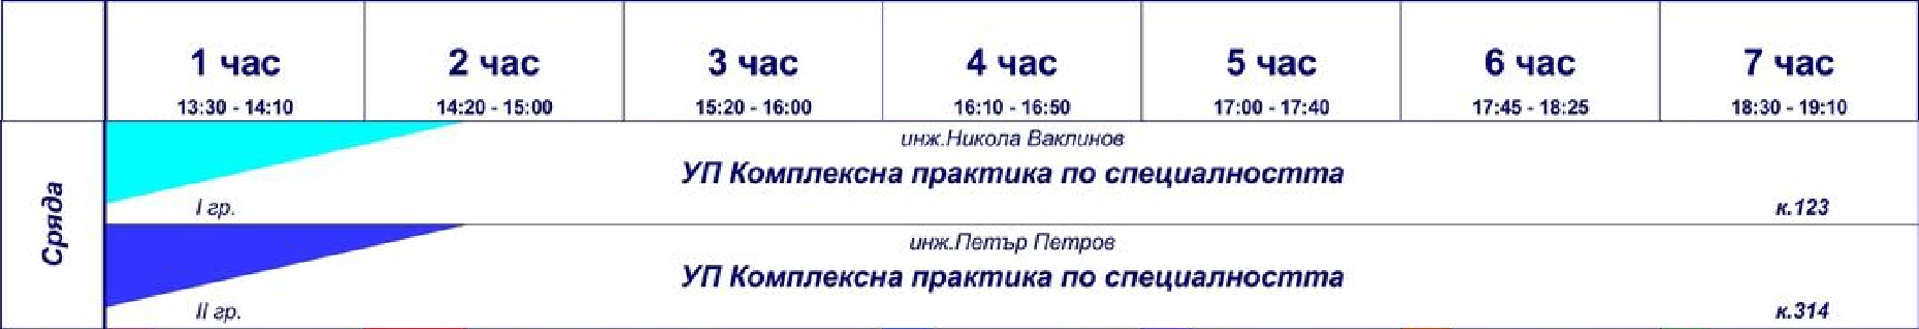 1 час 2 час 3 час 4 час 5 час 6 час 7 час
13:30 - 14:10 14:20 - 15:00 15:20 - 16:00 16:10 - 16:50 17:00 - 17:40 17:45 - 18:25 18:30 - 19:10
Сряда
инж.Никола Ваклинов
УП Комплексна практика по специалността
I гр. к.123
инж.Петър Петров
УП Комплексна практика по специалността
II гр. к.314